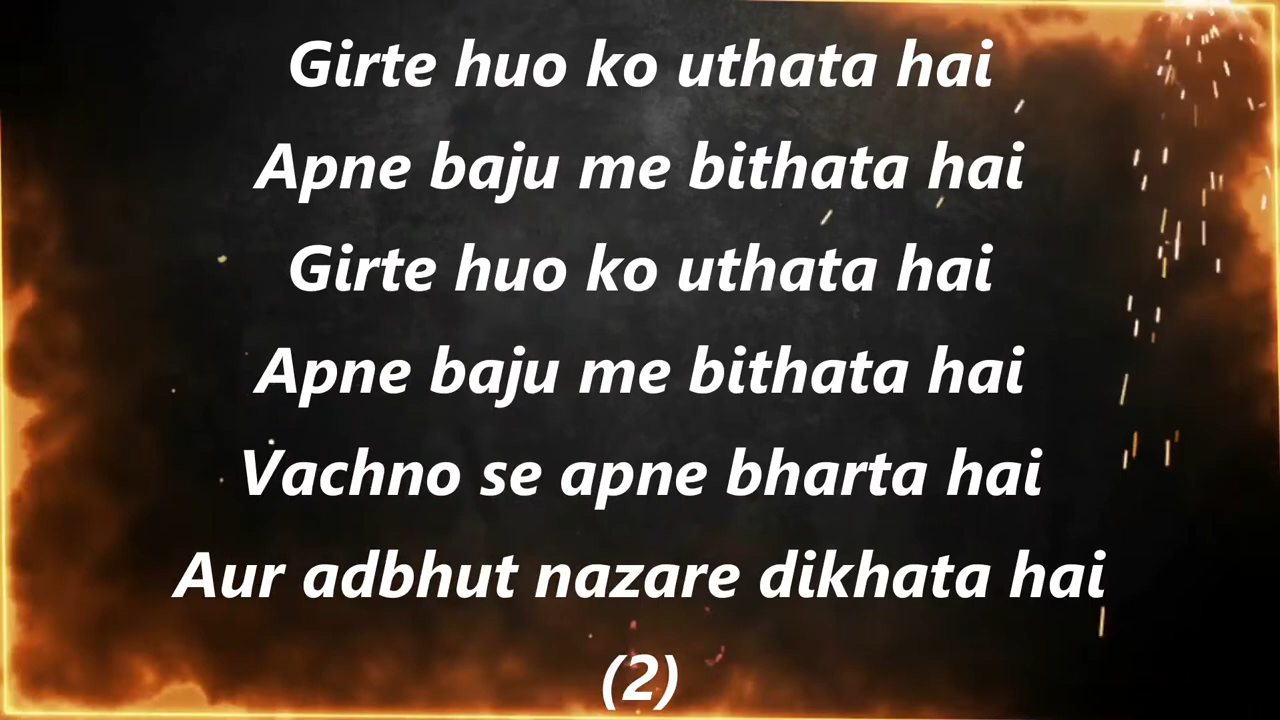 Girte huo ko uthata hai
Apne baju me bithata hai
Girte huo ko uthata hai
Apne baju me bithata hai
Vachno se apne bharta hai
Aur adbhut nazare dikhata hai
(2)